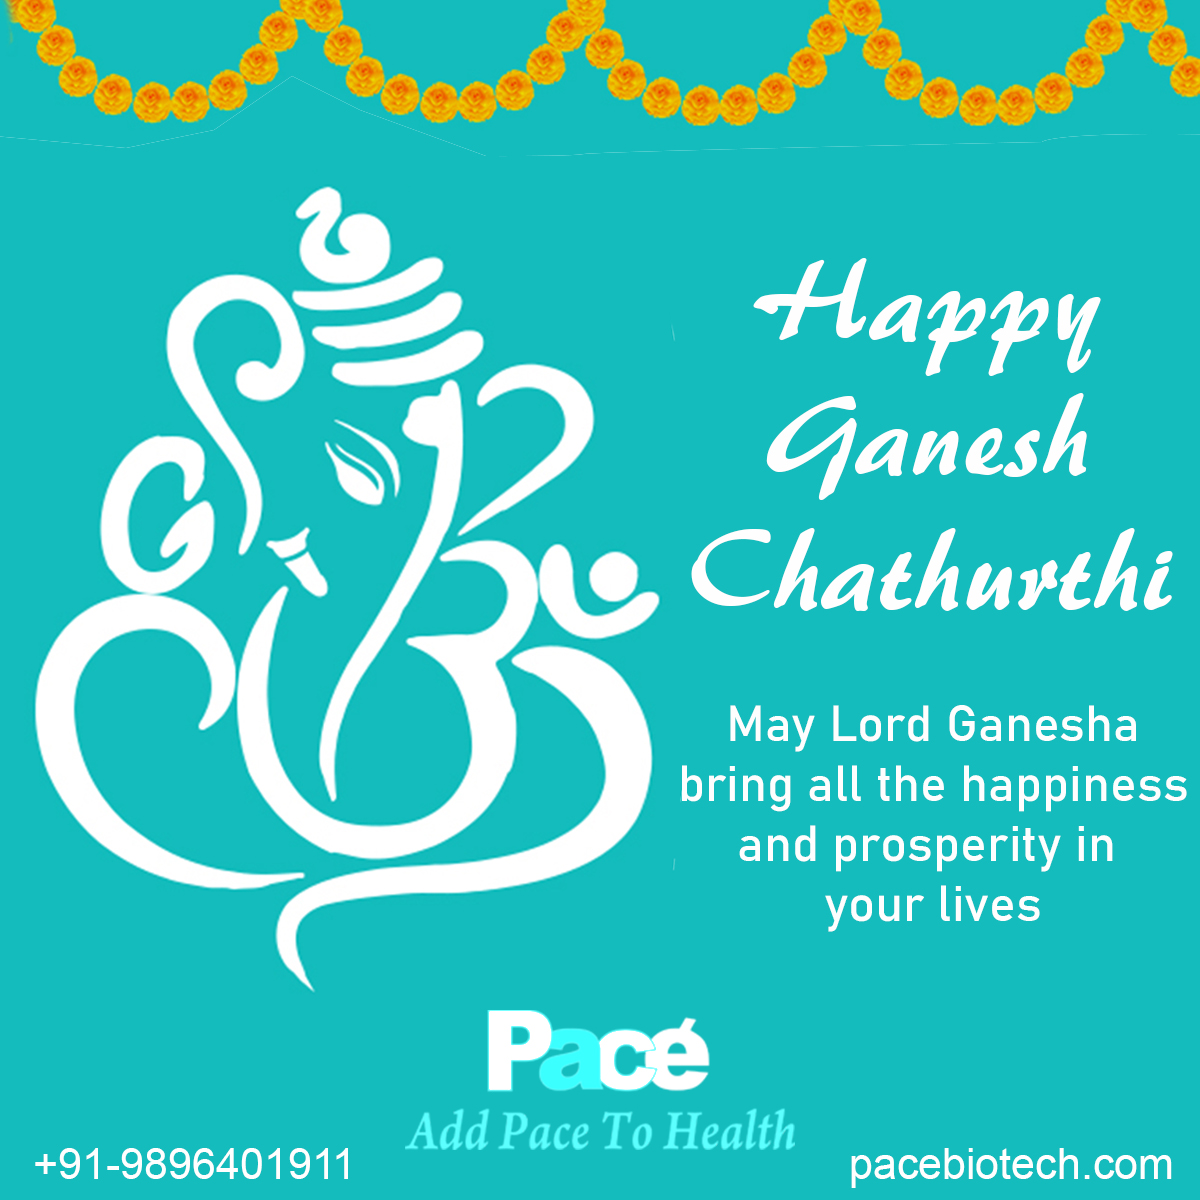 Happy
Ganesh
Chathurthi
May Lord Ganesha
bring all the happiness
and prosperity in
your lives
Pacé
Add Pace To Health
+91-9896401911
pacebiotech.com